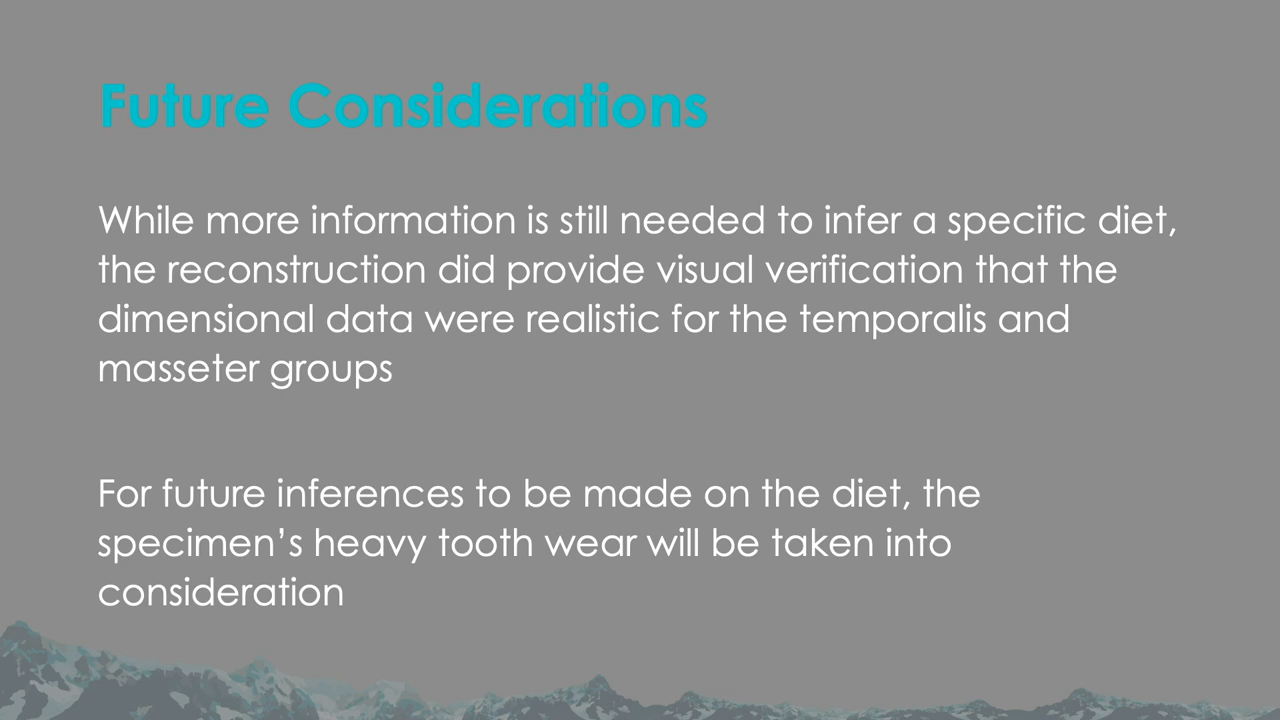 Future Considerations
While more information is still needed to infer a specific diet,
the reconstruction did provide visual verification that the
dimensional data were realistic for the temporalis and
masseter groups
For future inferences to be made on the diet, the
specimen’s heavy tooth wear will be taken into
consideration